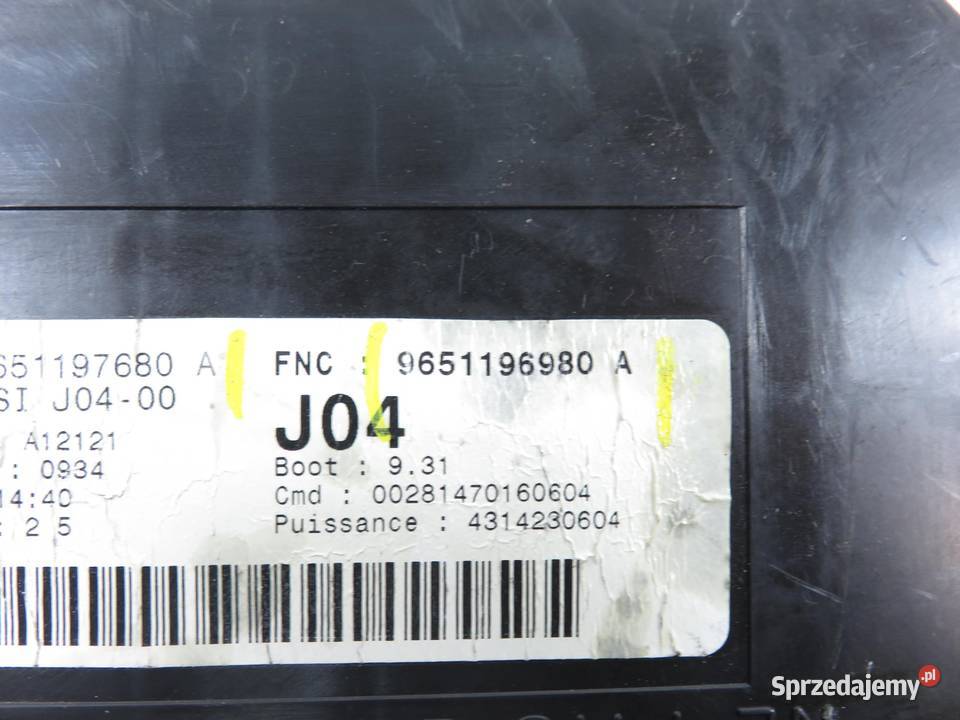 651197680 A FNC : 9651196980 A
SI J04-00 J04
A12121 Boot : 9.31
: 0934 Cmd : 00281470160604
14:40 Puissance : 4314230604
: 2 5
Sprzedajemy.pl